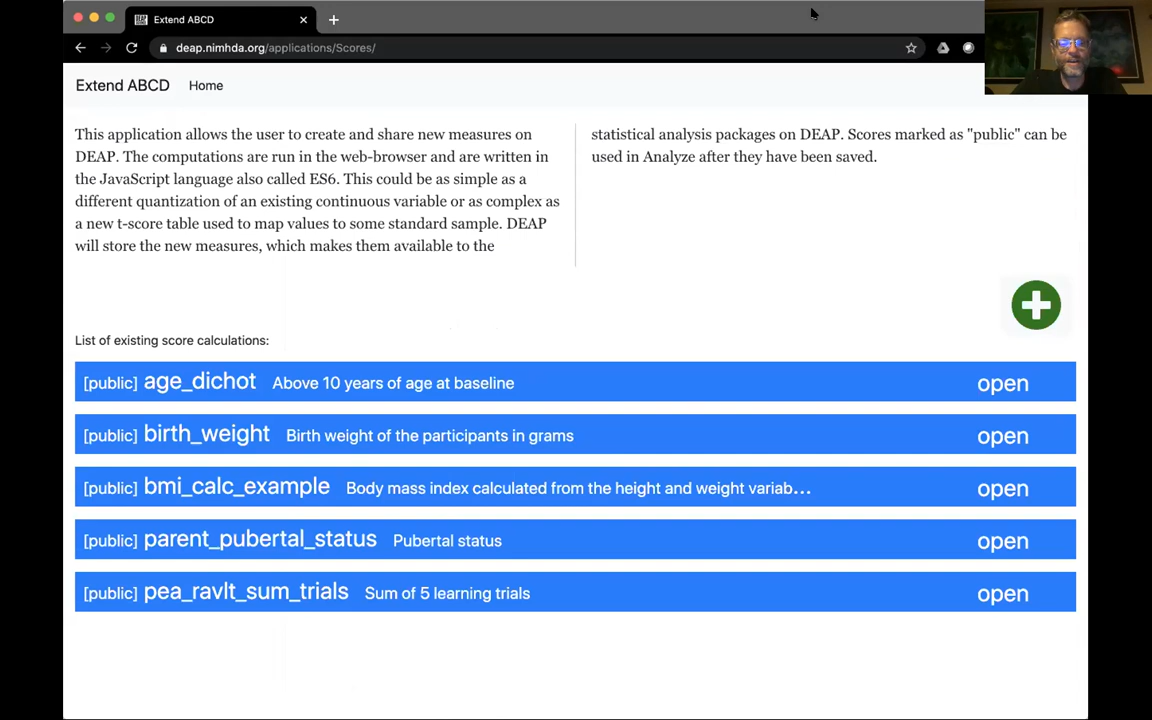 Extend ABCD
deap.nimhda.org/applications/Scores/
Extend ABCD Home
This application allows the user to create and share new measures on
DEAP. The computations are run in the web-browser and are written in
the JavaScript language also called ES6. This could be as simple as a
different quantization of an existing continuous variable or as complex as
a new t-score table used to map values to some standard sample. DEAP
will store the new measures, which makes them available to the
statistical analysis packages on DEAP. Scores marked as "public" can be
used in Analyze after they have been saved.
List of existing score calculations:
[public] age_dichot Above 10 years of age at baseline open
[public] birth_weight Birth weight of the participants in grams open
[public] bmi_calc_example Body mass index calculated from the height and weight variab... open
[public] parent_pubertal_status Pubertal status open
[public] pea_ravlt_sum_trials Sum of 5 learning trials open